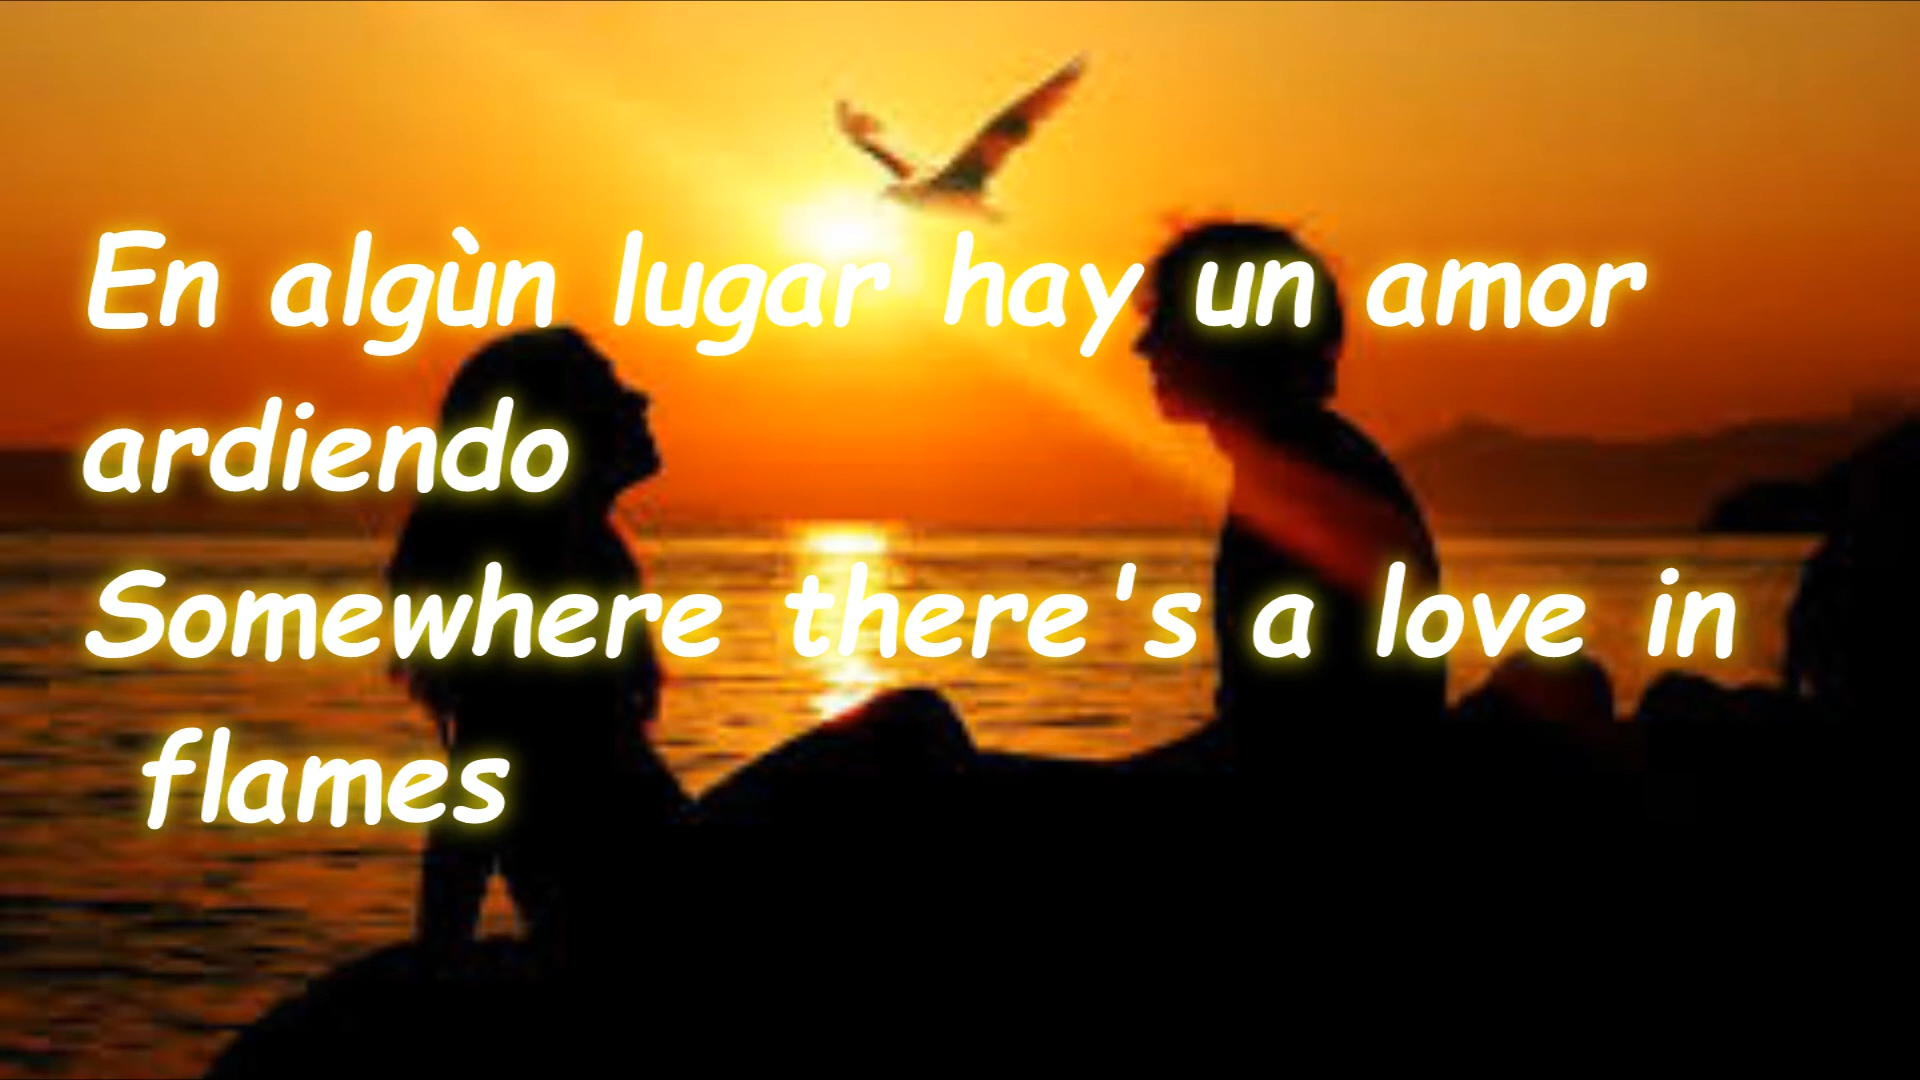 En algùn lugar hay un amor
ardiendo
Somewhere there's a love in
flames